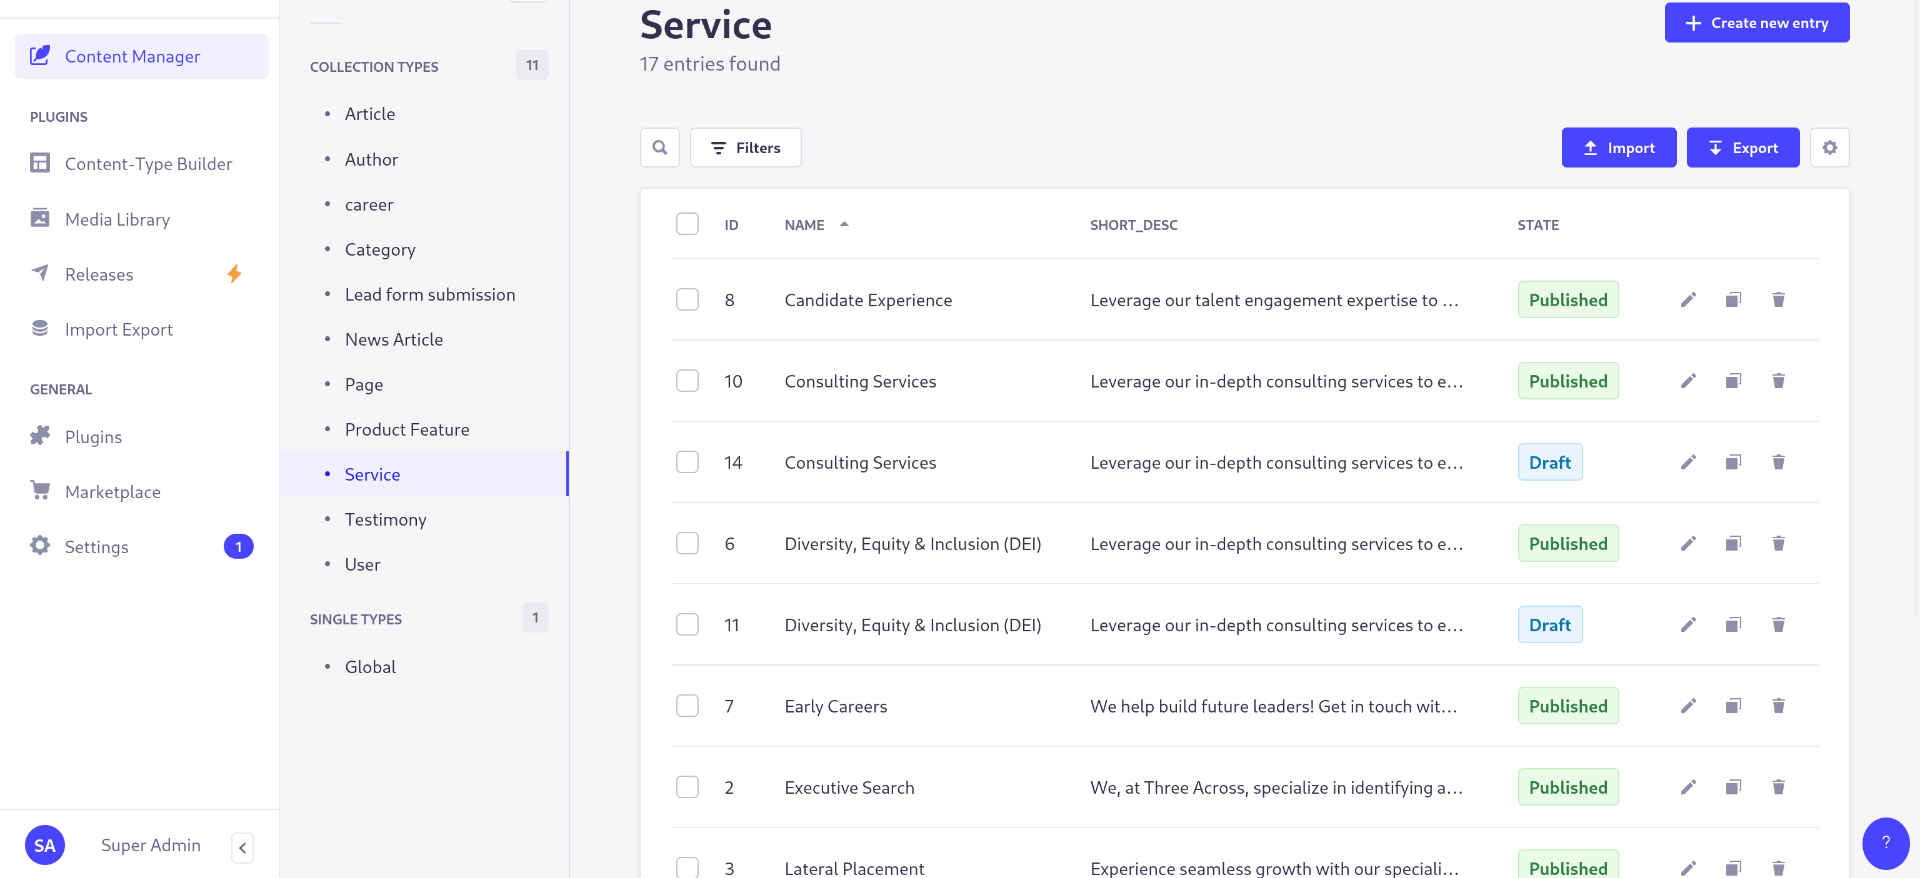 Content Manager
PLUGINS
Content-Type Builder
Media Library
Releases
Import Export
GENERAL
Plugins
Marketplace
Settings 1
SA Super Admin
COLLECTION TYPES 11
Article
Author
career
Category
Lead form submission
News Article
Page
Product Feature
Service
Testimony
User
SINGLE TYPES 1
Global
Service
17 entries found
Create new entry
Filters
Import
Export
ID NAME SHORT_DESC STATE
8 Candidate Experience Leverage our talent engagement expertise to … Published
10 Consulting Services Leverage our in-depth consulting services to e… Published
14 Consulting Services Leverage our in-depth consulting services to e… Draft
6 Diversity, Equity & Inclusion (DEI) Leverage our in-depth consulting services to e… Published
11 Diversity, Equity & Inclusion (DEI) Leverage our in-depth consulting services to e… Draft
7 Early Careers We help build future leaders! Get in touch wit… Published
2 Executive Search We, at Three Across, specialize in identifying a… Published
3 Lateral Placement Experience seamless growth with our speciali… Published
?